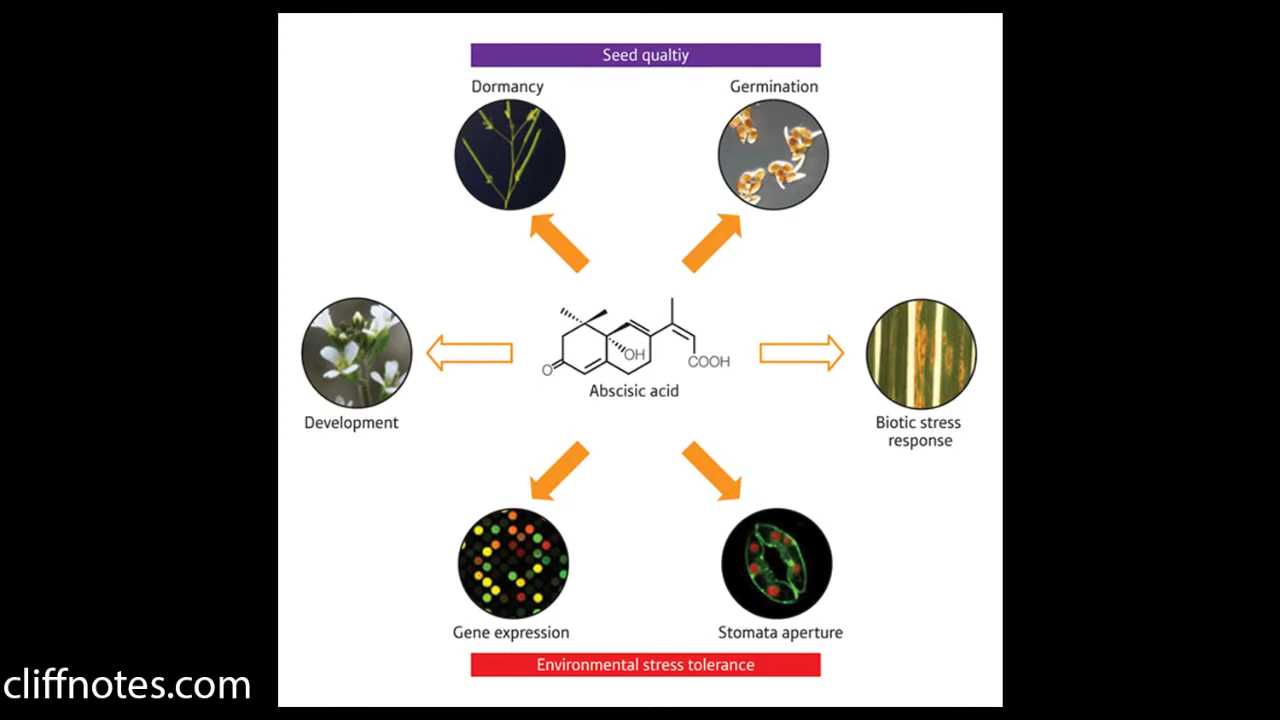 Seed qualtiy
Dormancy
Germination
OH
O
COOH
Abscisic acid
Development
Biotic stress
response
Gene expression
Stomata aperture
Environmental stress tolerance
cliffnotes.com